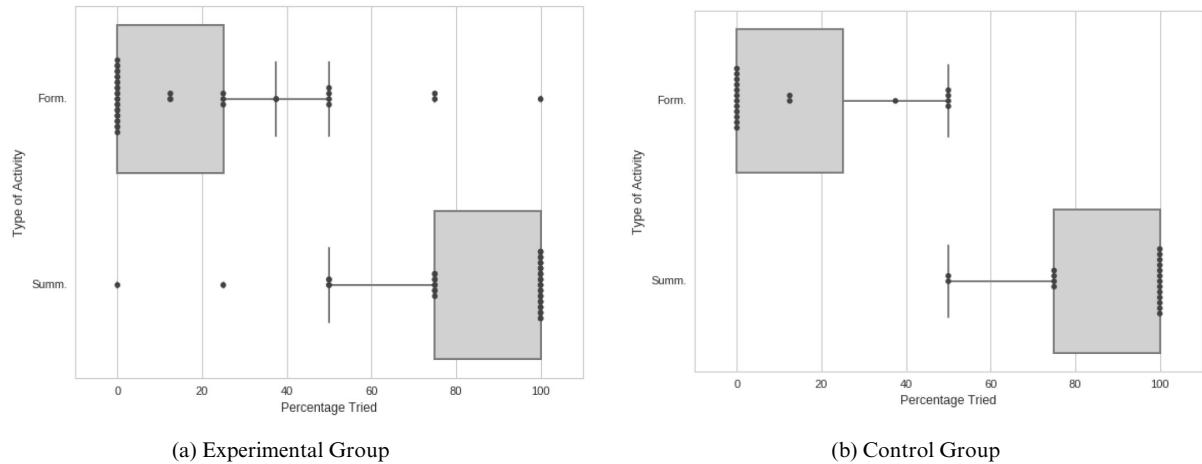 Type of Activity
Form.
Summ.
0 20 40 60 80 100
Percentage Tried
(a) Experimental Group
Type of Activity
Form.
Summ.
0 20 40 60 80 100
Percentage Tried
(b) Control Group